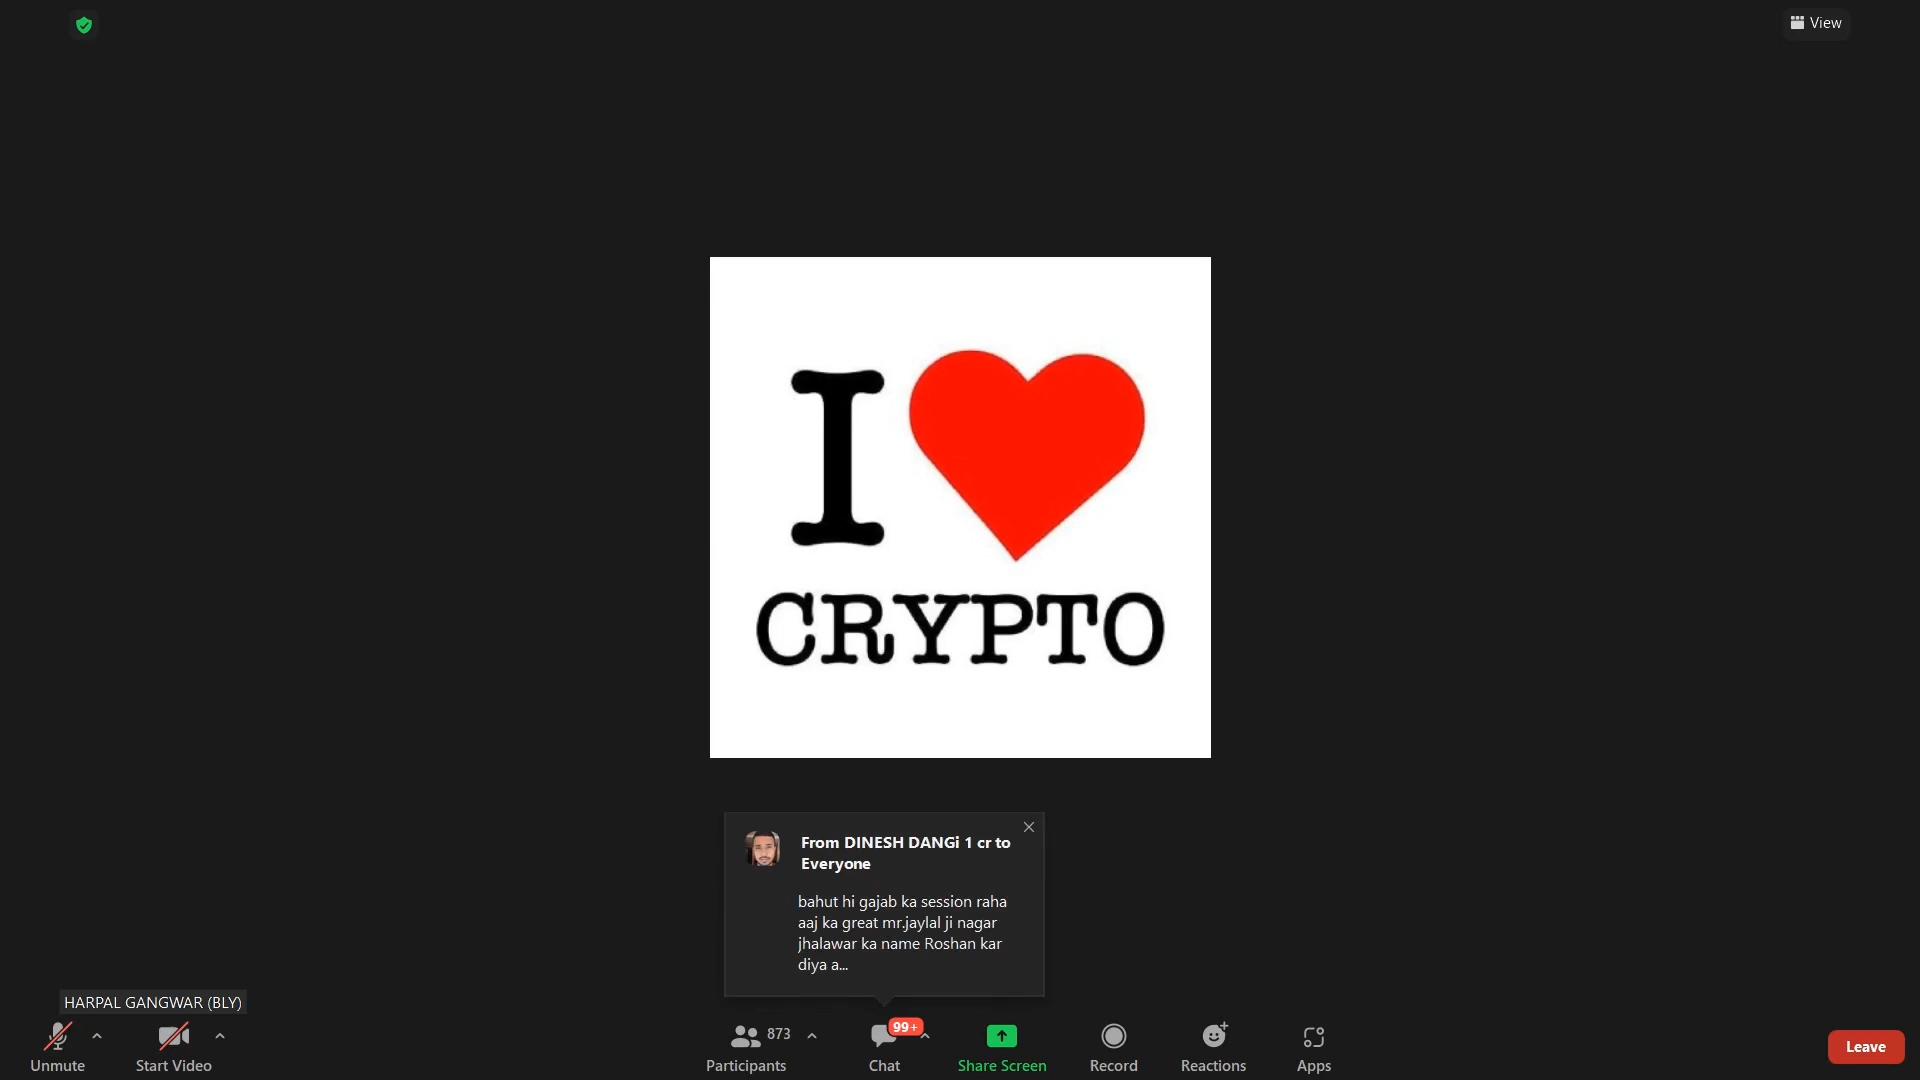 View
I
CRYPTO
From DINESH DANGi 1 cr to
Everyone
bahut hi gajab ka session raha
aaj ka great mr.jaylal ji nagar
jhalawar ka name Roshan kar
diya a...
HARPAL GANGWAR (BLY)
873
99+
Unmute
Start Video
Participants
Chat
Share Screen
Record
Reactions
Apps
Leave